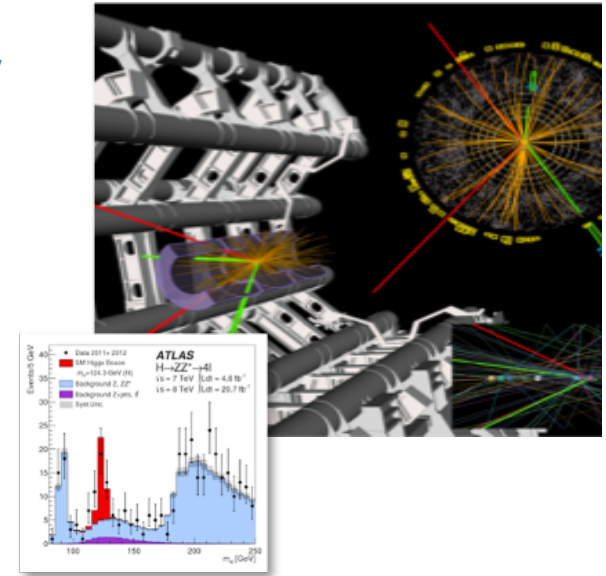 Events/5 GeV
40
35
30
25
20
15
10
5
0
Data 2011+ 2012
SM Higgs Boson
m_H=124.3 GeV (fit)
Background Z, ZZ*
Background Z+jets, tt̄
Syst.Unc.
ATLAS
H→ZZ*→4l
√s = 7 TeV ∫Ldt = 4.6 fb⁻¹
√s = 8 TeV ∫Ldt = 20.7 fb⁻¹
100 150 200 250
m_4l [GeV]